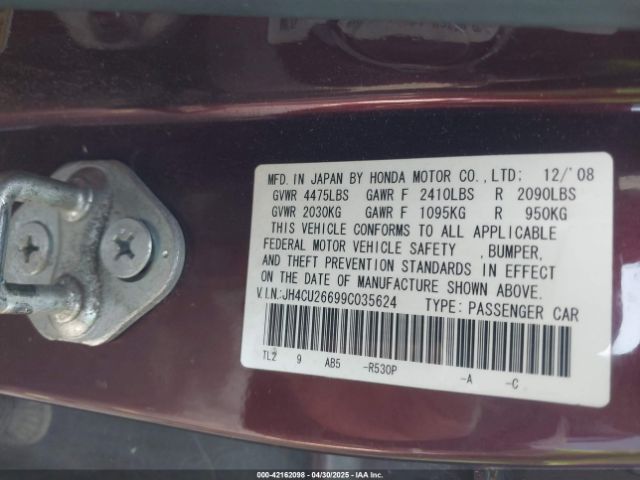 MFD. IN JAPAN BY HONDA MOTOR CO., LTD: 12/'08
GVWR 4475LBS GAWR F 2410LBS R 2090LBS
GVWR 2030KG GAWR F 1095KG R 950KG
THIS VEHICLE CONFORMS TO ALL APPLICABLE
FEDERAL MOTOR VEHICLE SAFETY , BUMPER,
AND THEFT PREVENTION STANDARDS IN EFFECT
ON THE DATE OF MANUFACTURE SHOWN ABOVE.
V.I.N.:JH4CU26699C035624 TYPE: PASSENGER CAR
TL2 9 AB5 -R530P -A -C
000-42162098 - 04/30/2025 - IAA Inc.